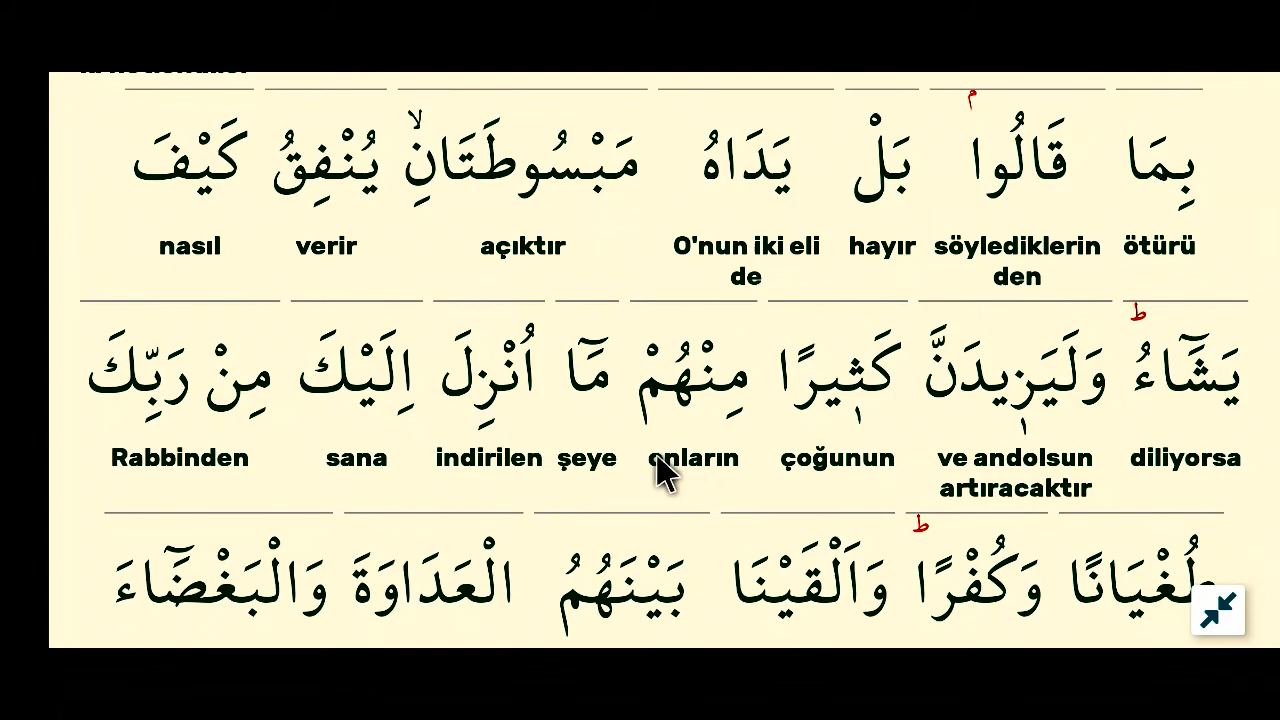 بِمَا قَالُواۢ بَلْ يَدَاهُ مَبْسُوطَتَانِۙ يُنْفِقُ كَيْفَ
nasıl verir açıktır O'nun iki eli de hayır söylediklerinden ötürü
يَشَٓاءُۜ وَلَيَز۪يدَنَّ كَث۪يرًا مِنْهُمْ مَٓا اُنْزِلَ اِلَيْكَ مِنْ رَبِّكَ
Rabbinden sana indirilen şeye onların çoğunun ve andolsun artıracaktır diliyorsa
طُغْيَانًا وَكُفْرًاۜ وَاَلْقَيْنَا بَيْنَهُمُ الْعَدَاوَةَ وَالْبَغْضَٓاءَ